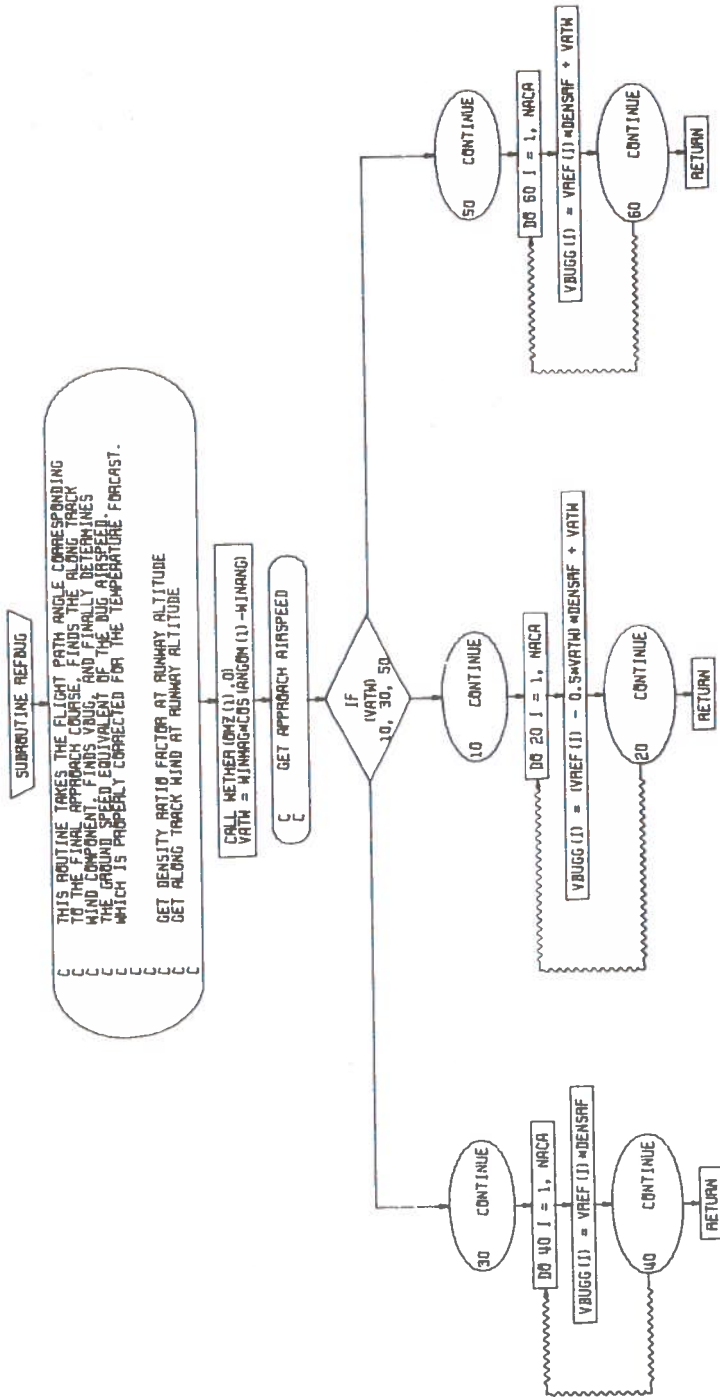 SUBROUTINE REFBUG
C THIS ROUTINE TAKES THE FLIGHT PATH ANGLE CORRESPONDING
C TO THE FINAL APPROACH COURSE, FINDS THE ALONG TRACK
C WIND COMPONENT, FINDS VBUG, AND FINALLY DETERMINES
C THE GROUND SPEED EQUIVALENT OF THE BUG AIRSPEED.
C WHICH IS PROPERLY CORRECTED FOR THE TEMPERATURE FORCAST.
C
C
C GET DENSITY RATIO FACTOR AT RUNWAY ALTITUDE
C GET ALONG TRACK WIND AT RUNWAY ALTITUDE
C
CALL WETHER(OMZ(1),0)
VATW = WINMAG*COS(ANGOM(1)-WINANG)
C GET APPROACH AIRSPEED
C
IF
(VATW)
10, 30, 50
30 CONTINUE
DO 40 I = 1, NACA
VBUGG(I) = VREF(I)*DENSRF
40 CONTINUE
RETURN
10 CONTINUE
DO 20 I = 1, NACA
VBUGG(I) = (VREF(I) - 0.5*VATW)*DENSRF + VATW
20 CONTINUE
RETURN
50 CONTINUE
DO 60 I = 1, NACA
VBUGG(I) = VREF(I)*DENSRF + VATW
60 CONTINUE
RETURN